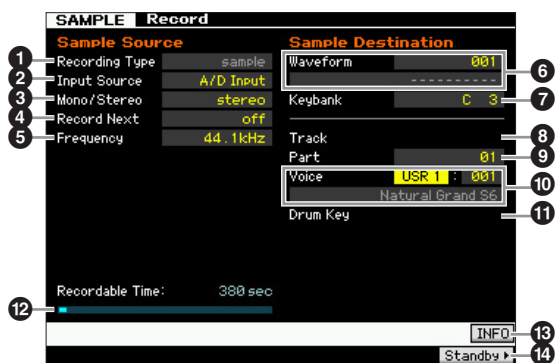 SAMPLE Record
Sample Source
1 Recording Type sample
2 Input Source A/D Input
3 Mono/Stereo stereo
4 Record Next off
5 Frequency 44.1kHz
Recordable Time: 380 sec
12
Sample Destination
Waveform 001 6
----------
Keybank C 3 7
Track 8
Part 01 9
Voice USR 1 : 001 10
Natural Grand S6
Drum Key 11
INFO 13
Standby 14